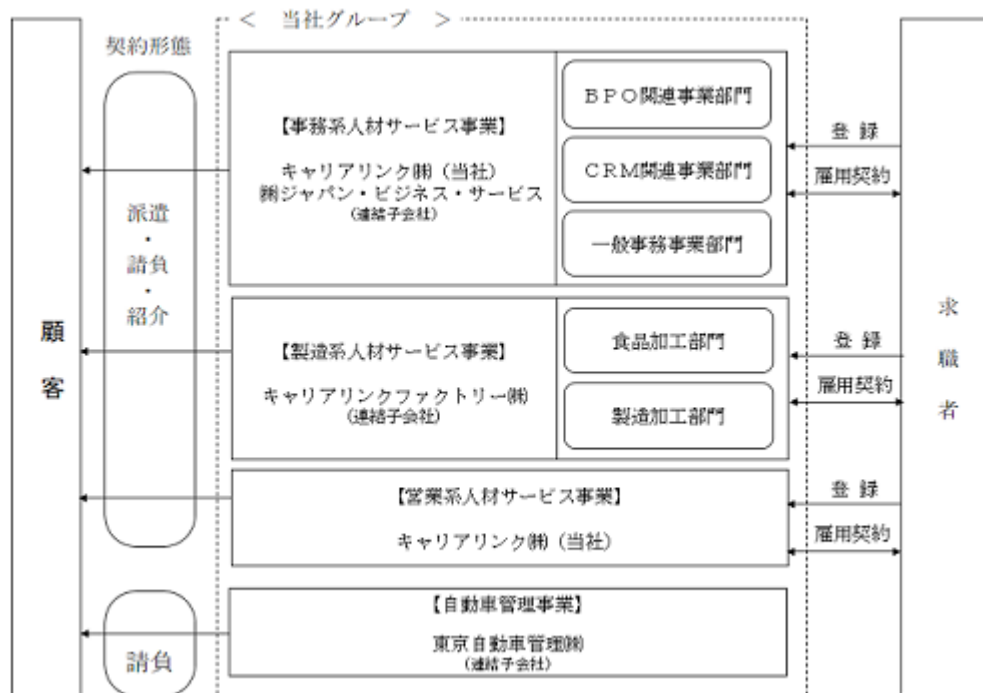 < 当社グループ >
契約形態
派遣
・
請負
・
紹介
請負
顧
客
【事務系人材サービス事業】
キャリアリンク㈱（当社）
㈱ジャパン・ビジネス・サービス
（連結子会社）
ＢＰＯ関連事業部門
ＣＲＭ関連事業部門
一般事務事業部門
【製造系人材サービス事業】
キャリアリンクファクトリー㈱
（連結子会社）
食品加工部門
製造加工部門
【営業系人材サービス事業】
キャリアリンク㈱（当社）
【自動車管理事業】
東京自動車管理㈱
（連結子会社）
登 録
雇用契約
登 録
雇用契約
登 録
雇用契約
求
職
者